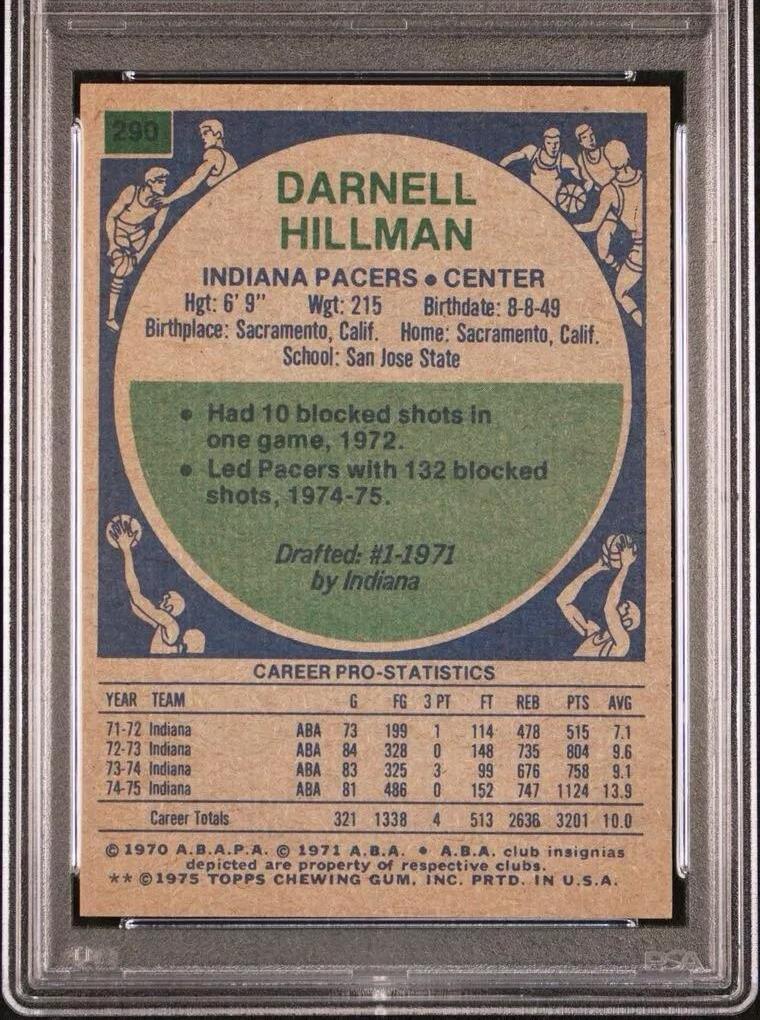 290
DARNELL
HILLMAN
INDIANA PACERS • CENTER
Hgt: 6' 9" Wgt: 215 Birthdate: 8-8-49
Birthplace: Sacramento, Calif. Home: Sacramento, Calif.
School: San Jose State
• Had 10 blocked shots in
one game, 1972.
• Led Pacers with 132 blocked
shots, 1974-75.
Drafted: #1-1971
by Indiana
CAREER PRO-STATISTICS
YEAR TEAM G FG 3 PT FT REB PTS AVG
71-72 Indiana ABA 73 199 1 114 478 515 7.1
72-73 Indiana ABA 84 328 0 148 735 804 9.6
73-74 Indiana ABA 83 325 3 99 676 758 9.1
74-75 Indiana ABA 81 486 0 152 747 1124 13.9
Career Totals 321 1338 4 513 2636 3201 10.0
© 1970 A.B.A.P.A. © 1971 A.B.A. • A.B.A. club insignias
depicted are property of respective clubs.
** © 1975 TOPPS CHEWING GUM, INC. PRTD. IN U.S.A.
PSA